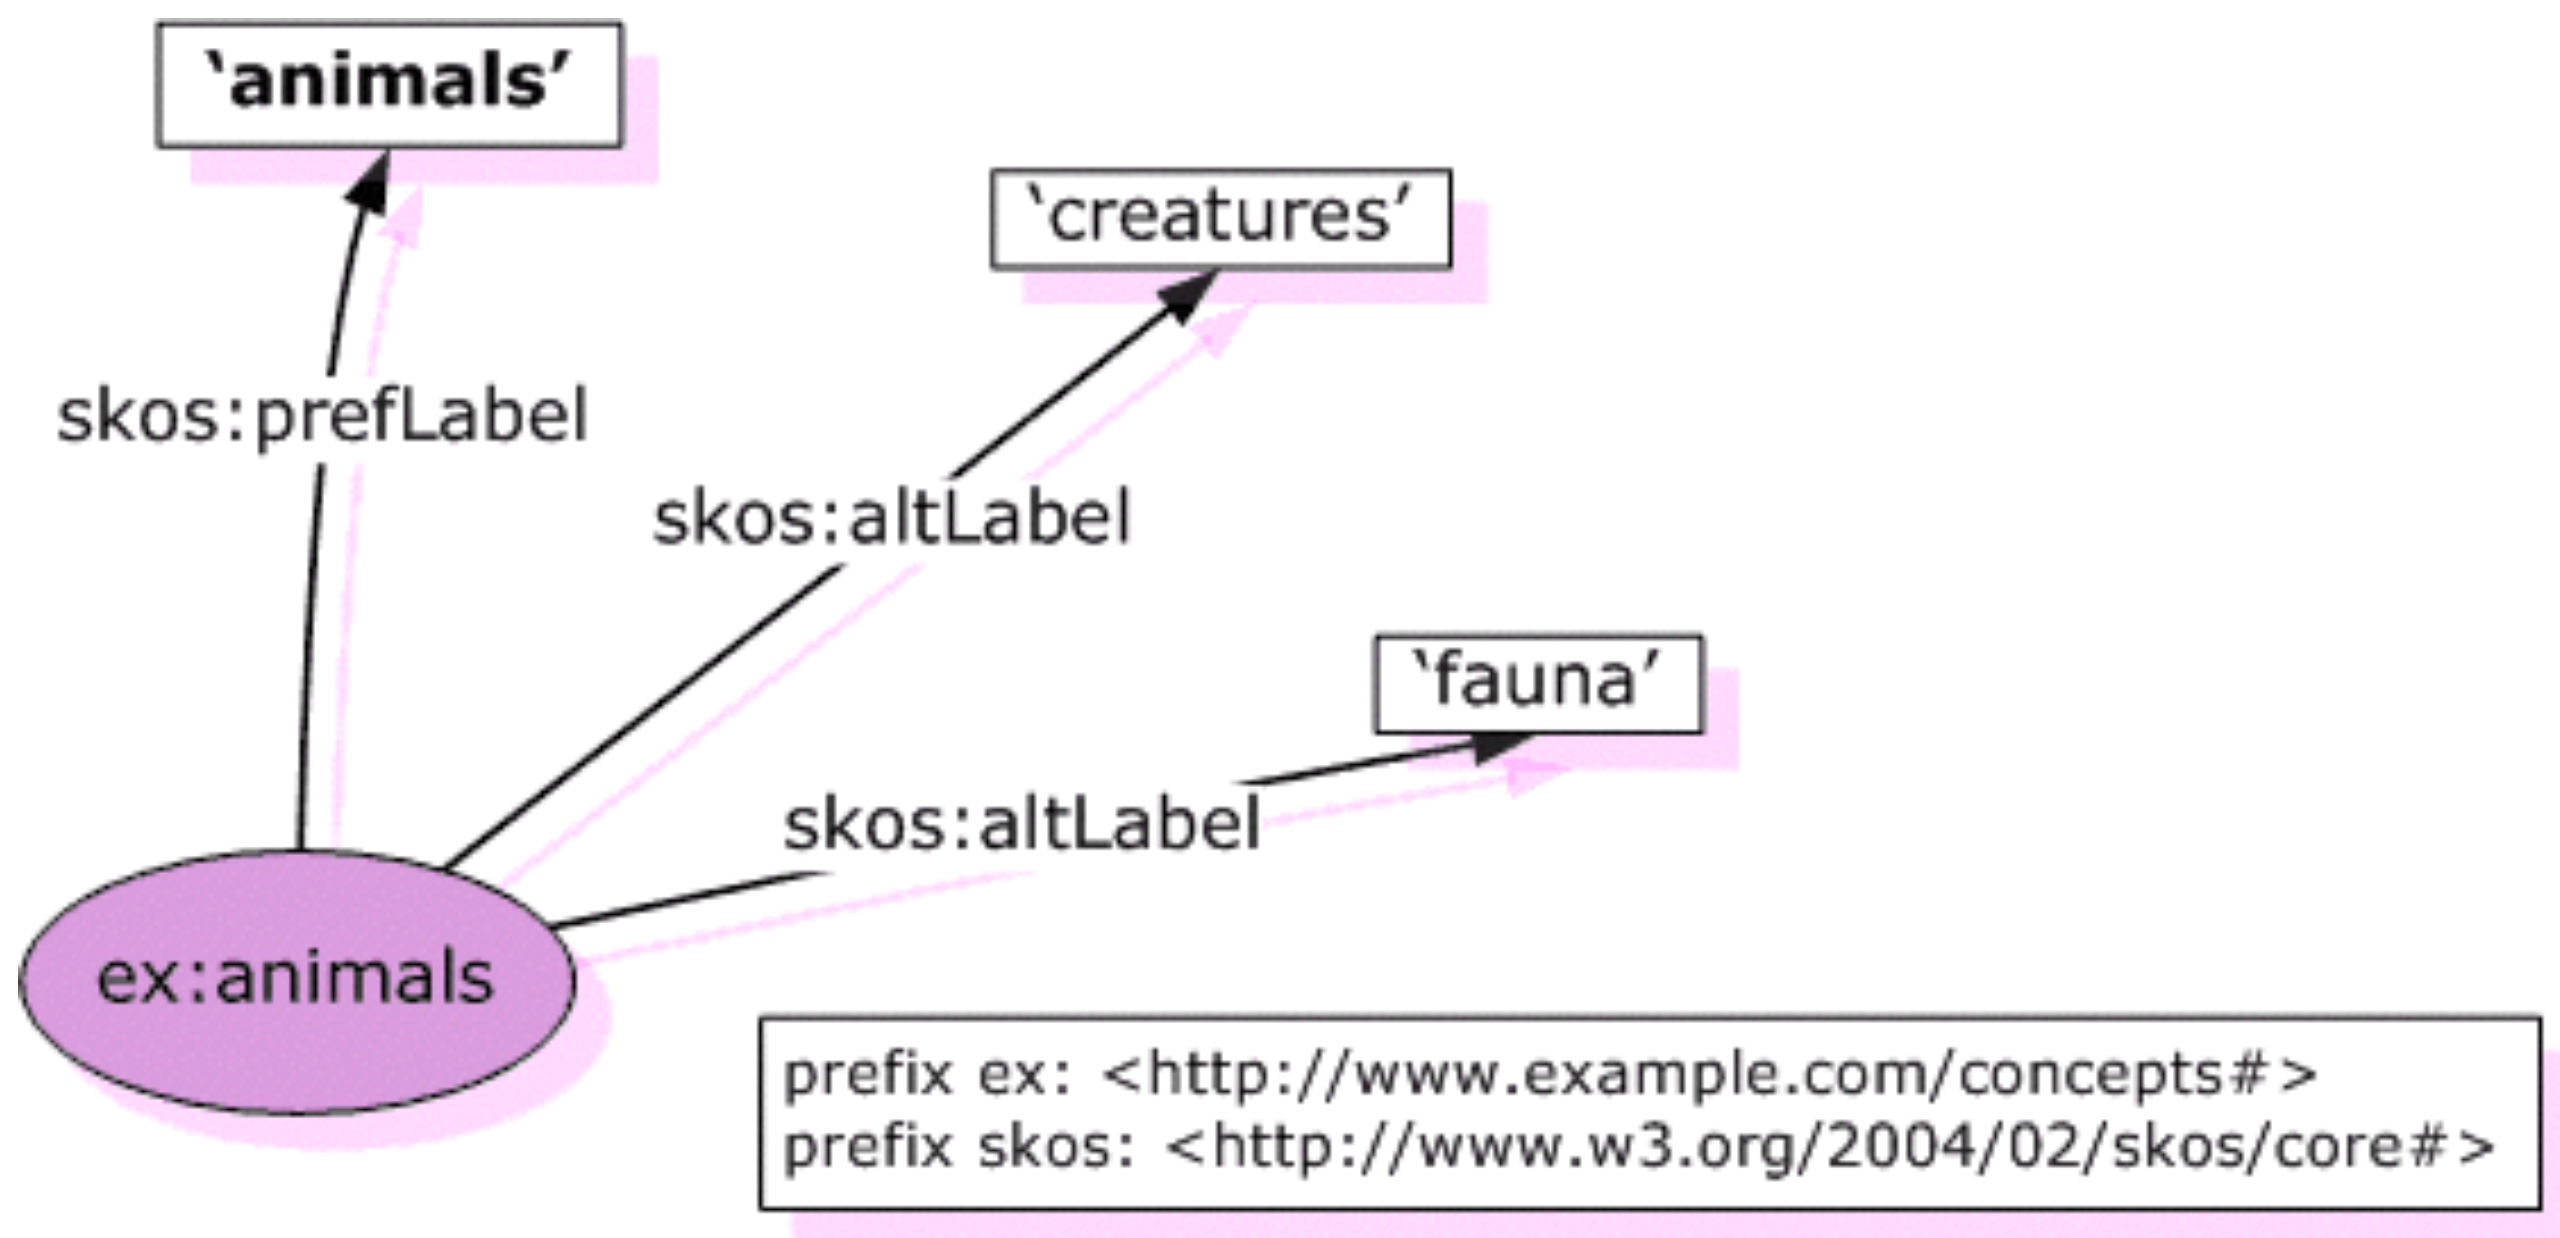 ‘animals’
‘creatures’
skos:prefLabel
skos:altLabel
‘fauna’
skos:altLabel
ex:animals
prefix ex: <http://www.example.com/concepts#>
prefix skos: <http://www.w3.org/2004/02/skos/core#>